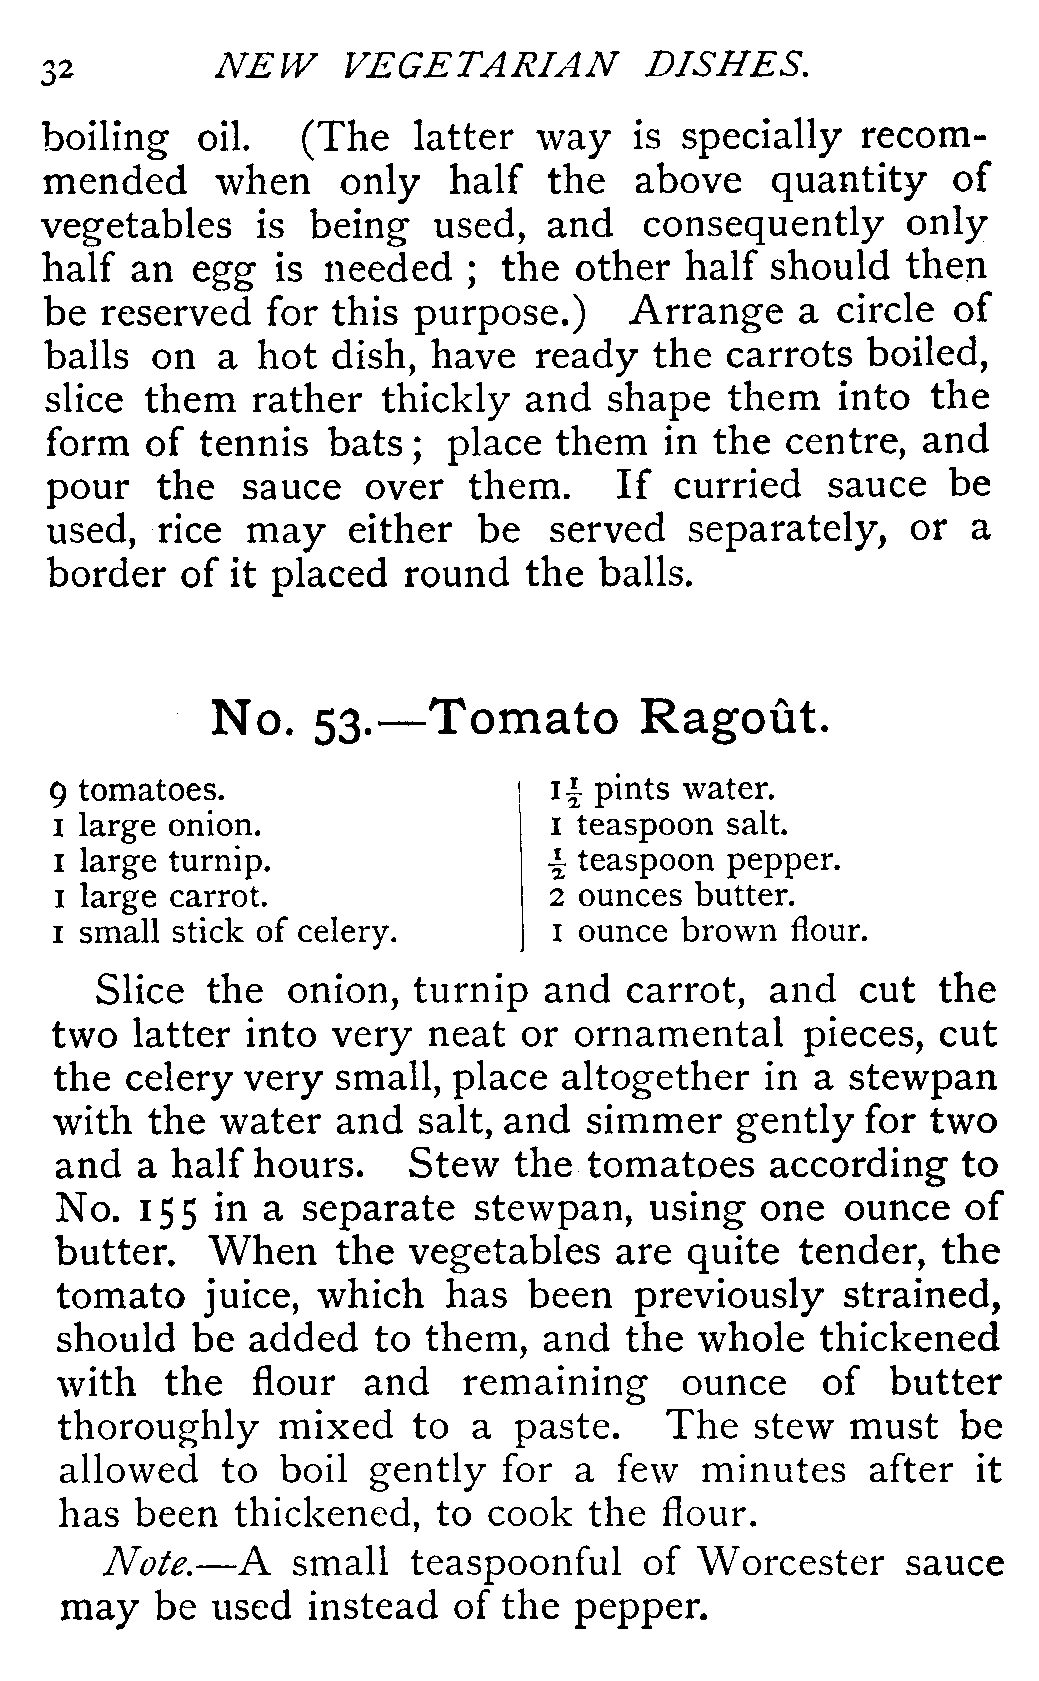 32 NEW VEGETARIAN DISHES.
boiling oil. (The latter way is specially recom-
mended when only half the above quantity of
vegetables is being used, and consequently only
half an egg is needed ; the other half should then
be reserved for this purpose.) Arrange a circle of
balls on a hot dish, have ready the carrots boiled,
slice them rather thickly and shape them into the
form of tennis bats ; place them in the centre, and
pour the sauce over them. If curried sauce be
used, rice may either be served separately, or a
border of it placed round the balls.
No. 53.—Tomato Ragoût.
9 tomatoes.
1 large onion.
1 large turnip.
1 large carrot.
1 small stick of celery.
1½ pints water.
1 teaspoon salt.
½ teaspoon pepper.
2 ounces butter.
1 ounce brown flour.
Slice the onion, turnip and carrot, and cut the
two latter into very neat or ornamental pieces, cut
the celery very small, place altogether in a stewpan
with the water and salt, and simmer gently for two
and a half hours. Stew the tomatoes according to
No. 155 in a separate stewpan, using one ounce of
butter. When the vegetables are quite tender, the
tomato juice, which has been previously strained,
should be added to them, and the whole thickened
with the flour and remaining ounce of butter
thoroughly mixed to a paste. The stew must be
allowed to boil gently for a few minutes after it
has been thickened, to cook the flour.
Note.—A small teaspoonful of Worcester sauce
may be used instead of the pepper.